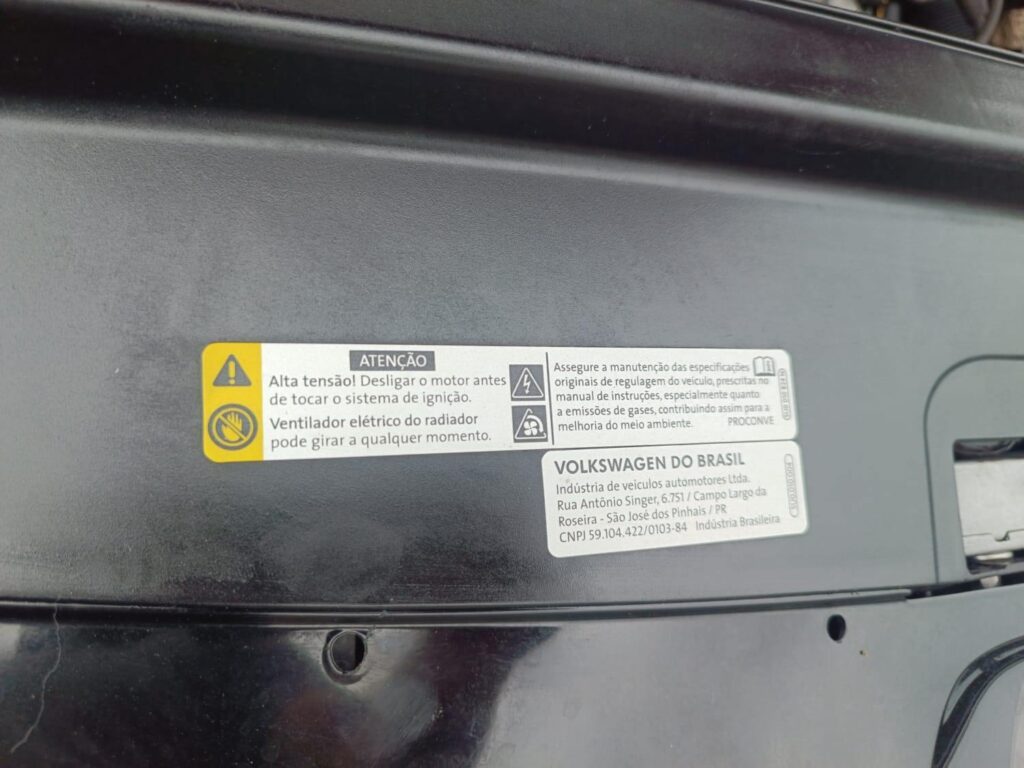 ATENÇÃO
Alta tensão! Desligar o motor antes
de tocar o sistema de ignição.
Ventilador elétrico do radiador
pode girar a qualquer momento.
Assegure a manutenção das especificações
originais de regulagem do veículo, prescritas no
manual de instruções, especialmente quanto
a emissões de gases, contribuindo assim para a
melhoria do meio ambiente.
PROCONVE
VOLKSWAGEN DO BRASIL
Indústria de veículos automotores Ltda.
Rua Antônio Singer, 6.751 / Campo Largo da
Roseira - São José dos Pinhais / PR
CNPJ 59.104.422/0103-84 Indústria Brasileira